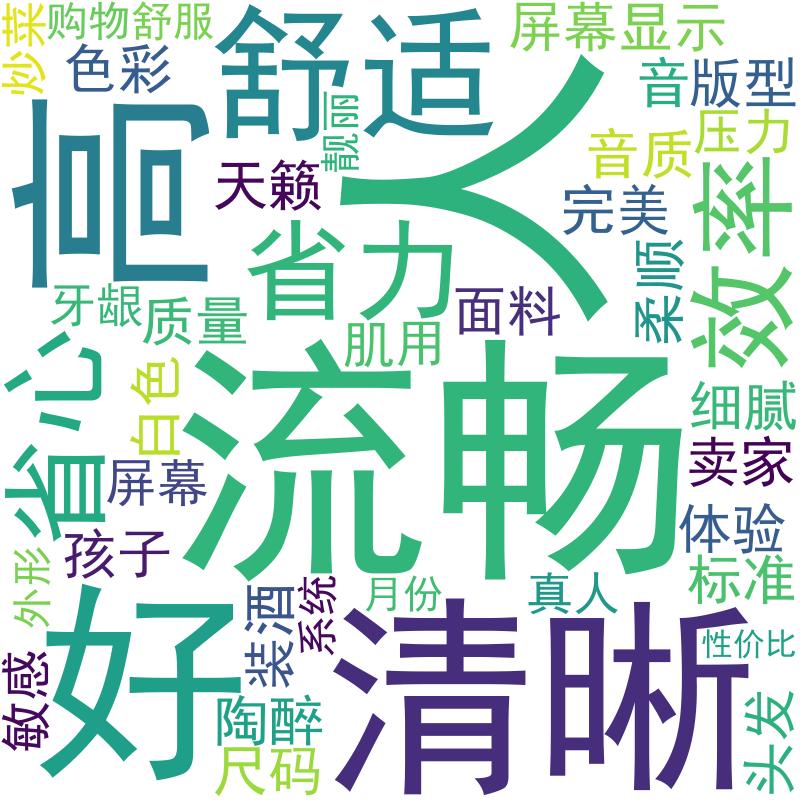 炒菜
购物舒服
舒适
屏幕显示
色彩
音
版型
高
人
靓丽
音质
压力
天籁
完美
效率
省力
柔顺
牙龈
质量
面料
肌用
省心
白色
流畅
细腻
屏幕
卖家
孩子
体验
外形
装酒
系统
月份
真人
标准
好
清晰
性价比
敏感
陶醉
头发
尺码